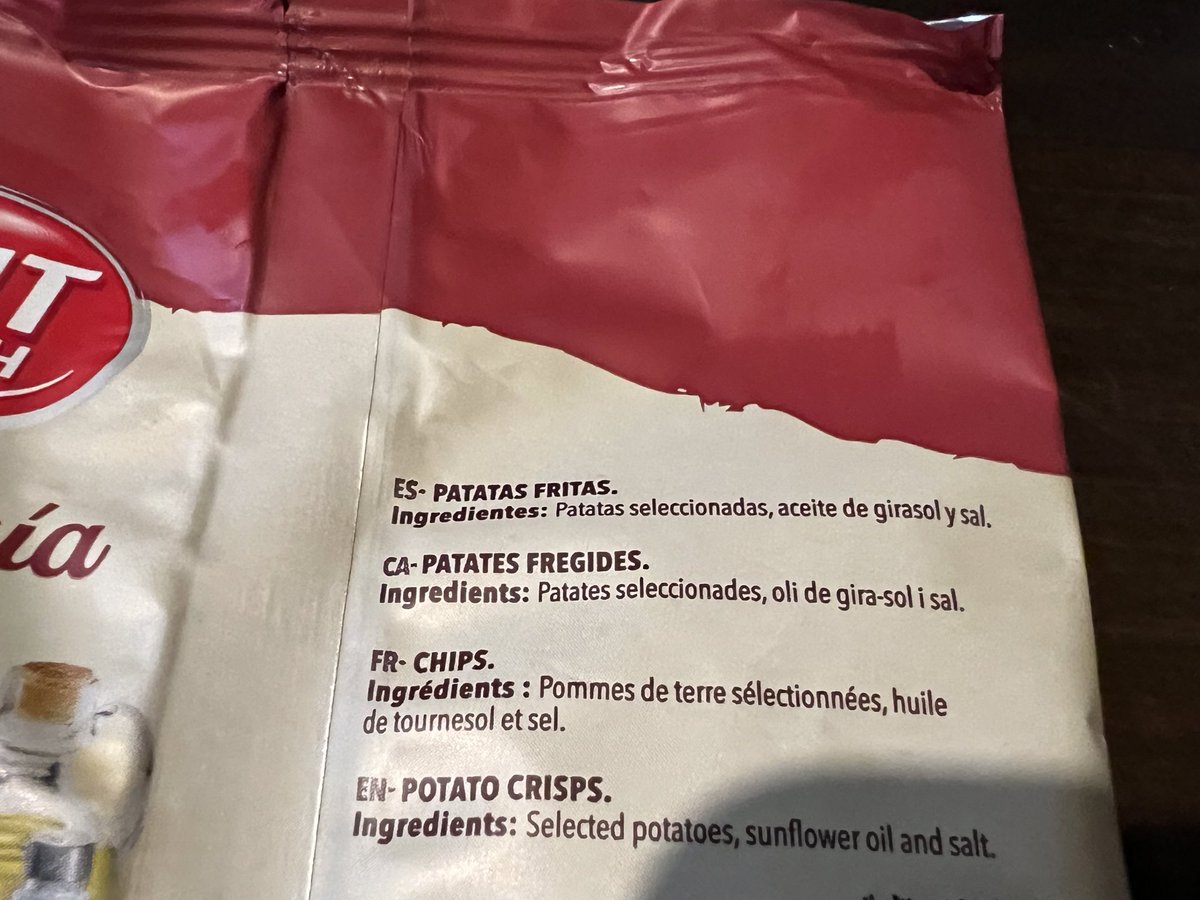 IT
H
ía
ES- PATATAS FRITAS.
Ingredientes: Patatas seleccionadas, aceite de girasol y sal.
CA- PATATES FREGIDES.
Ingredients: Patates seleccionades, oli de gira-sol i sal.
FR- CHIPS.
Ingrédients : Pommes de terre sélectionnées, huile
de tournesol et sel.
EN- POTATO CRISPS.
Ingredients: Selected potatoes, sunflower oil and salt.